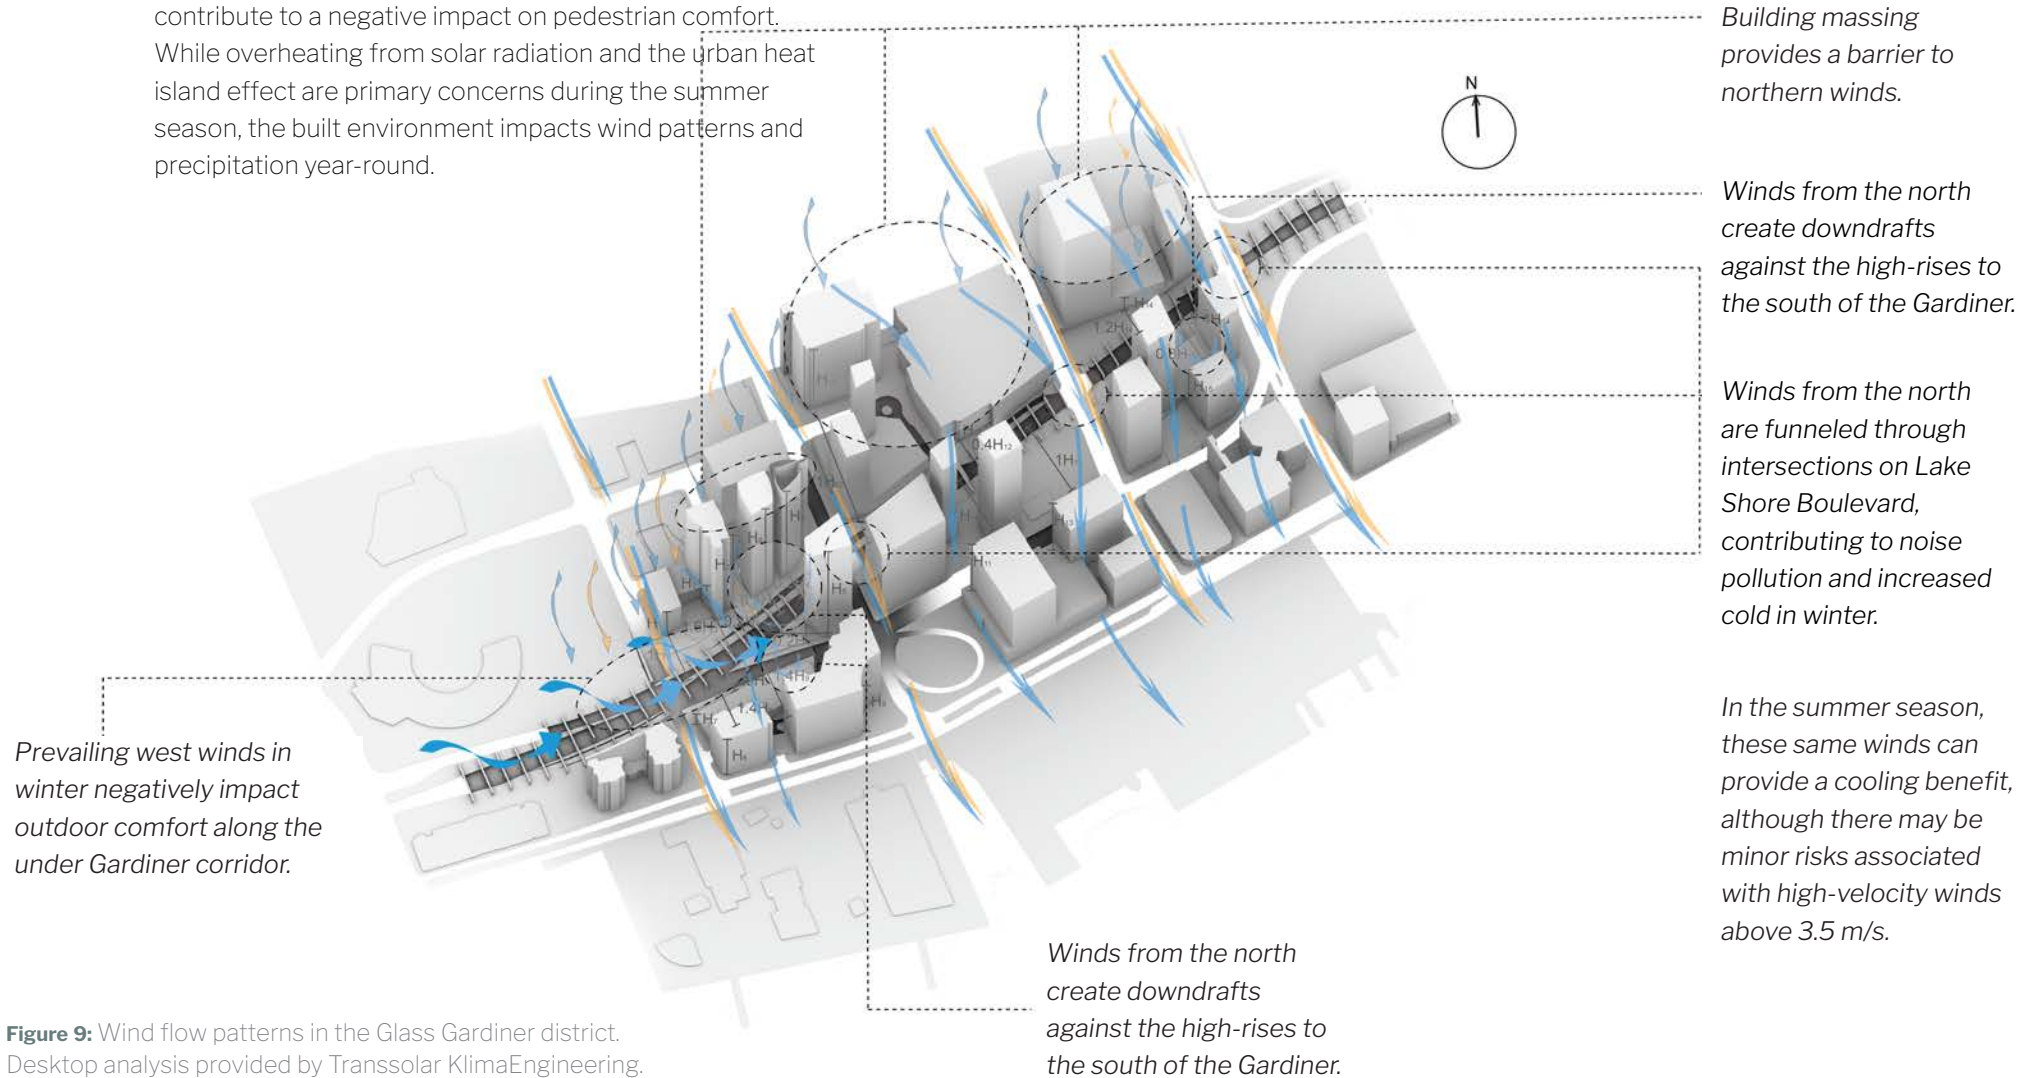 contribute to a negative impact on pedestrian comfort.
While overheating from solar radiation and the urban heat
island effect are primary concerns during the summer
season, the built environment impacts wind patterns and
precipitation year-round.
Building massing
provides a barrier to
northern winds.
N
Winds from the north
create downdrafts
against the high-rises to
the south of the Gardiner.
Winds from the north
are funneled through
intersections on Lake
Shore Boulevard,
contributing to noise
pollution and increased
cold in winter.
In the summer season,
these same winds can
provide a cooling benefit,
although there may be
minor risks associated
with high-velocity winds
above 3.5 m/s.
0.4H₁₂
H₁₁
Prevailing west winds in
winter negatively impact
outdoor comfort along the
under Gardiner corridor.
Winds from the north
create downdrafts
against the high-rises to
the south of the Gardiner.
Figure 9: Wind flow patterns in the Glass Gardiner district.
Desktop analysis provided by Transsolar KlimaEngineering.